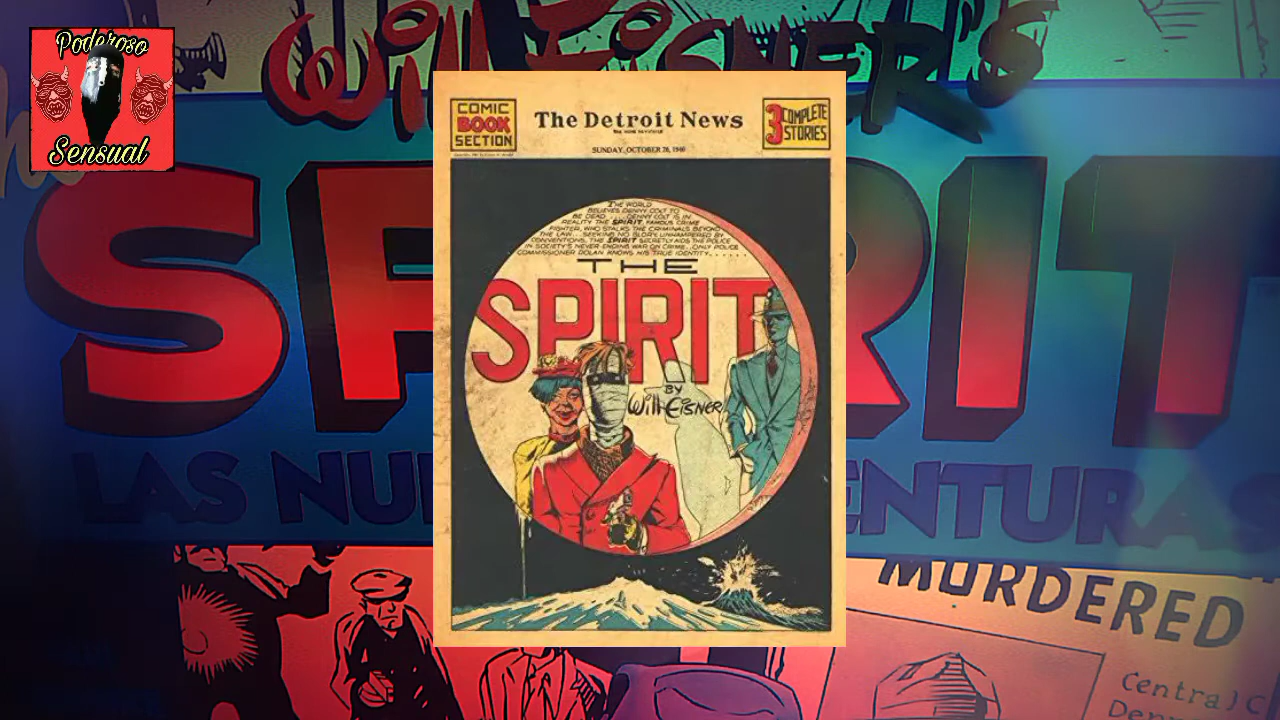 Poderoso
Sensual
Will EISNER'S
SPIRIT
LAS NUE ENTURAS
MURDERED
Central C
Denn
COMIC
BOOK
SECTION
The Detroit News
SUNDAY, OCTOBER 20, 1946
3 COMPLETE
STORIES
THE WORLD
BELIEVES DENNY COLT TO
BE DEAD.....DENNY COLT IS IN
REALITY THE SPIRIT, FAMOUS CRIME
FIGHTER, WHO STALKS THE CRIMINALS BEYOND
THE LAW....SEEKING NO GLORY, UNHAMPERED BY
CONVENTIONS, THE SPIRIT SECRETLY AIDS THE POLICE
IN SOCIETY'S NEVER-ENDING WAR ON CRIME...ONLY POLICE
COMMISSIONER DOLAN KNOWS HIS TRUE IDENTITY......
THE
SPIRIT
BY
Will EISNER